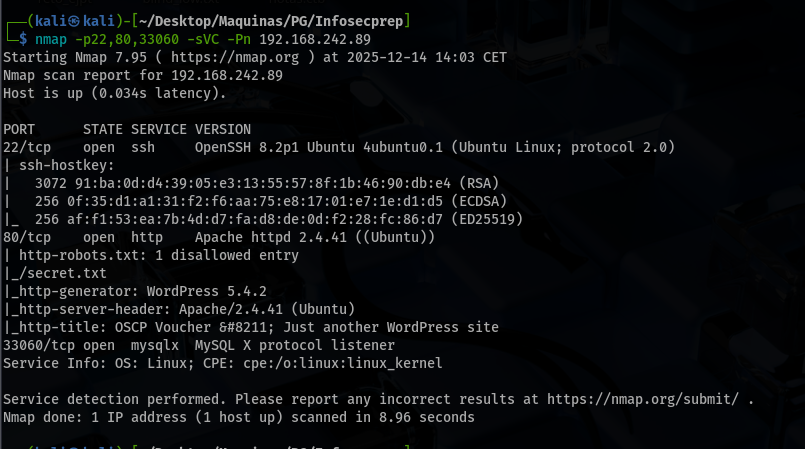 ┌──(kali㉿kali)-[~/Desktop/Maquinas/PG/Infosecprep]
└─$ nmap -p22,80,33060 -sVC -Pn 192.168.242.89
Starting Nmap 7.95 ( https://nmap.org ) at 2025-12-14 14:03 CET
Nmap scan report for 192.168.242.89
Host is up (0.034s latency).

PORT      STATE SERVICE VERSION
22/tcp    open  ssh     OpenSSH 8.2p1 Ubuntu 4ubuntu0.1 (Ubuntu Linux; protocol 2.0)
| ssh-hostkey:
|   3072 91:ba:0d:d4:39:05:e3:13:55:57:8f:1b:46:90:db:e4 (RSA)
|   256 0f:35:d1:a1:31:f2:f6:aa:75:e8:17:01:e7:1e:d1:d5 (ECDSA)
|_  256 af:f1:53:ea:7b:4d:d7:fa:d8:de:0d:f2:28:fc:86:d7 (ED25519)
80/tcp    open  http    Apache httpd 2.4.41 ((Ubuntu))
| http-robots.txt: 1 disallowed entry
|_/secret.txt
|_http-generator: WordPress 5.4.2
|_http-server-header: Apache/2.4.41 (Ubuntu)
|_http-title: OSCP Voucher &#8211; Just another WordPress site
33060/tcp open  mysqlx  MySQL X protocol listener
Service Info: OS: Linux; CPE: cpe:/o:linux:linux_kernel

Service detection performed. Please report any incorrect results at https://nmap.org/submit/ .
Nmap done: 1 IP address (1 host up) scanned in 8.96 seconds